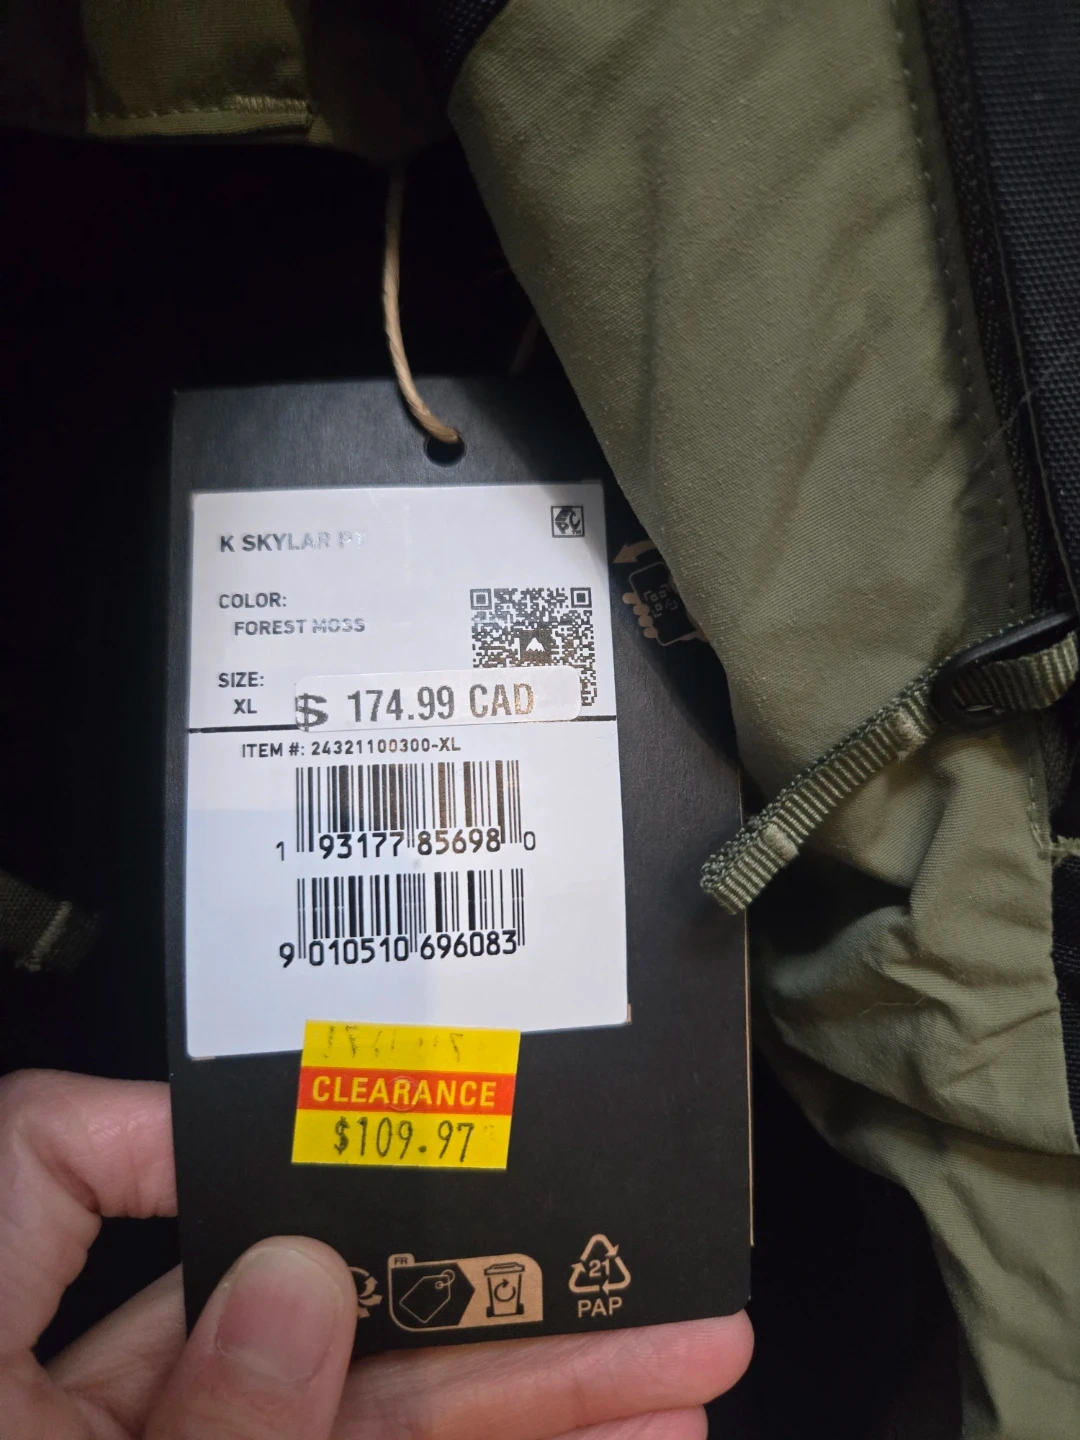 K SKYLAR PT
COLOR:
FOREST MOSS
SIZE:
XL
$ 174.99 CAD
ITEM #: 24321100300-XL
1 93177 85698 0
9 010510 696083
CLEARANCE
$109.97
FR
21
PAP